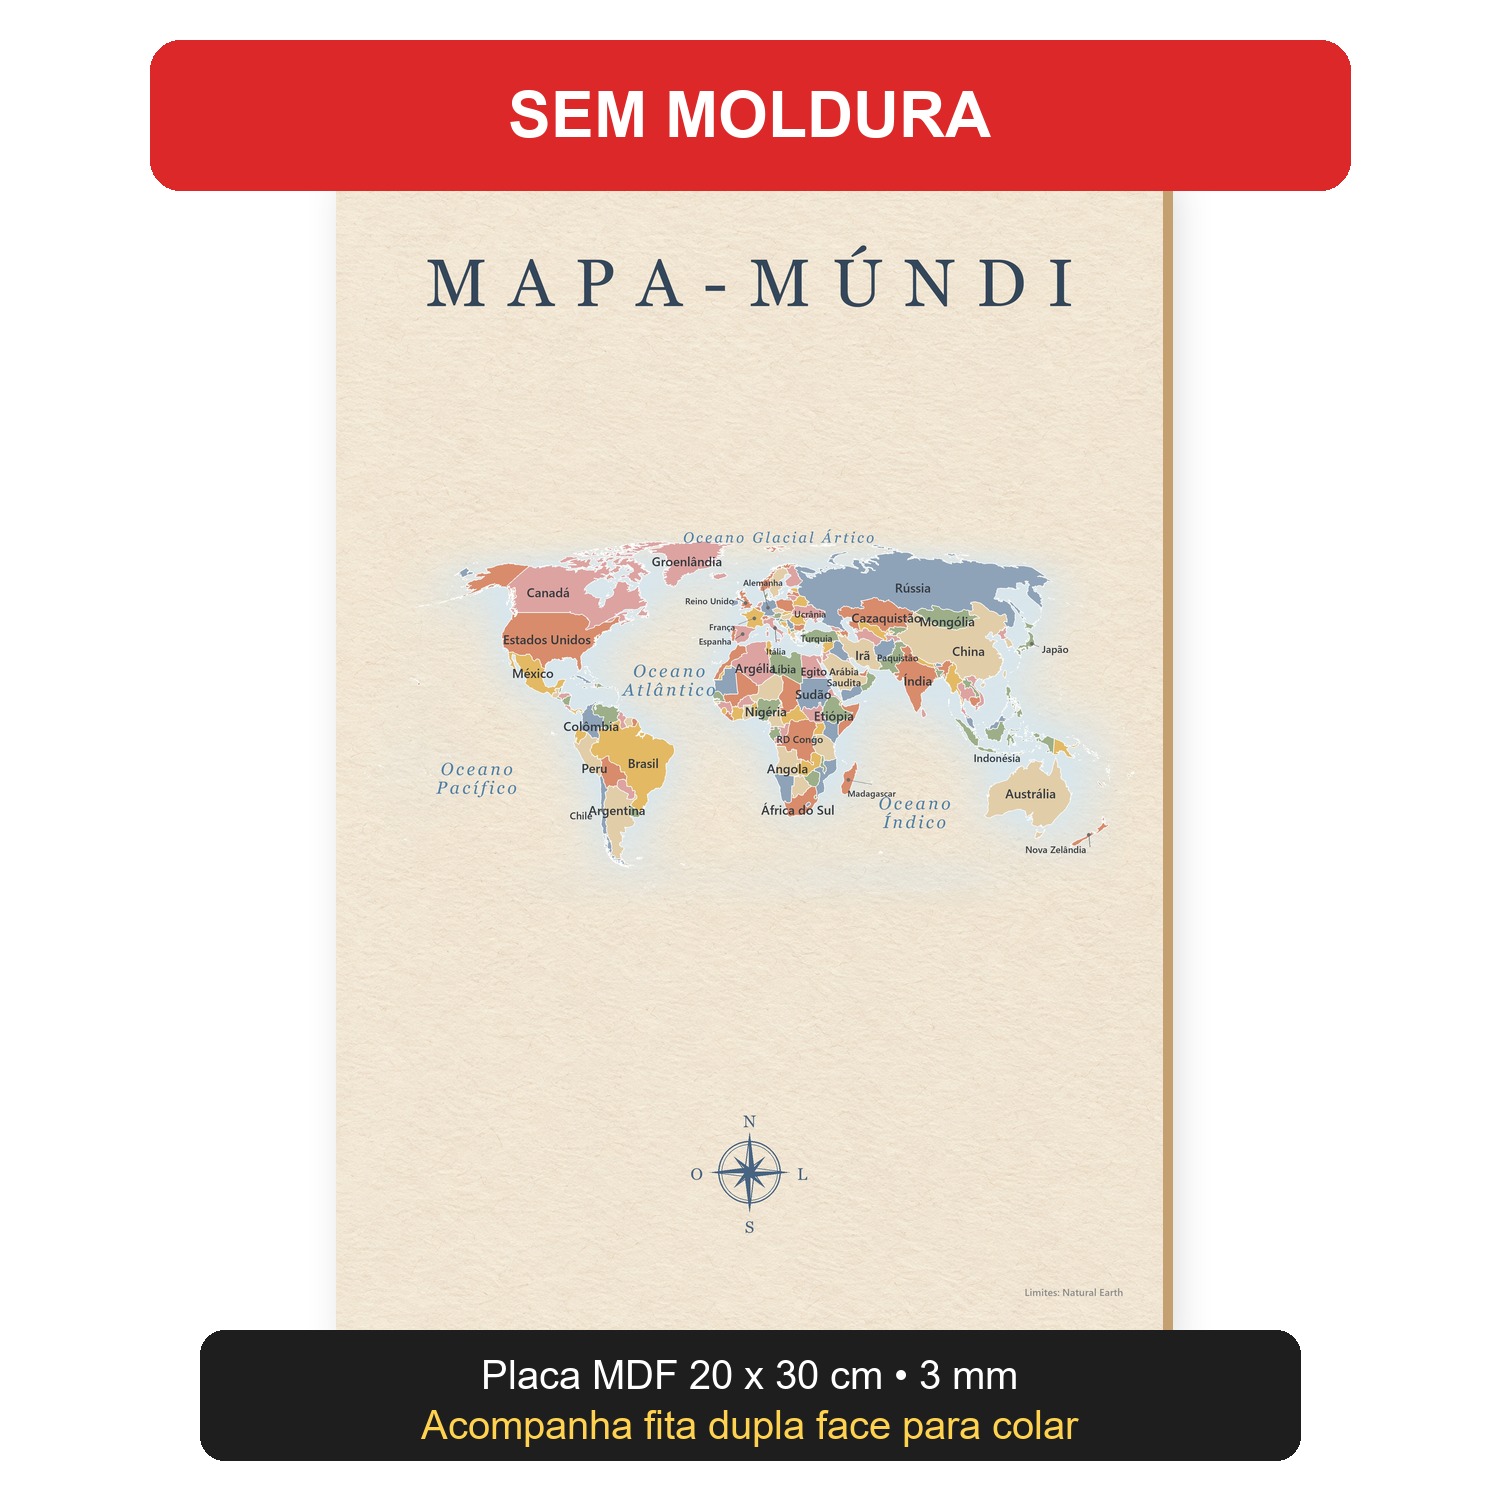 SEM MOLDURA
MAPA-MÚNDI
Oceano Glacial Ártico
Groenlândia
Canadá
Alemanha
Rússia
Reino Unido
Ucrânia
Cazaquistão
Mongólia
França
Estados Unidos
Espanha
Turquia
Itália
Irã
Paquistão
China
Japão
México
Oceano
Atlântico
Argélia
Líbia
Egito
Arábia
Saudita
Índia
Sudão
Nigéria
Etiópia
Colômbia
RD Congo
Indonésia
Oceano
Pacífico
Peru
Brasil
Angola
Madagascar
Austrália
Oceano
Índico
Chile
Argentina
África do Sul
Nova Zelândia
N
O
L
S
Limites: Natural Earth
Placa MDF 20 x 30 cm • 3 mm
Acompanha fita dupla face para colar